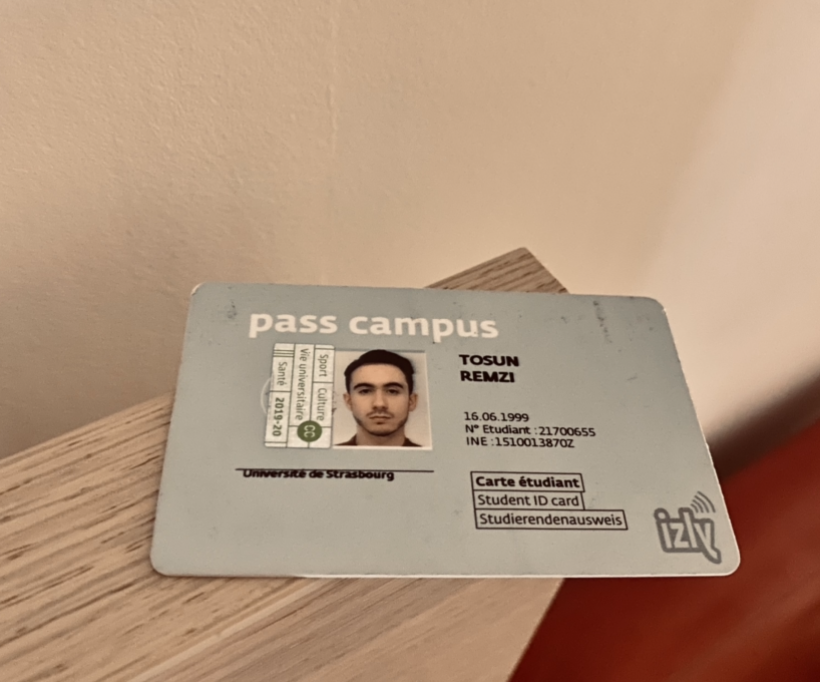 pass campus
Sport Culture
Vie universitaire
Santé 2019-20
CC
TOSUN
REMZI
16.06.1999
N° Etudiant :21700655
INE :1510013870Z
Université de Strasbourg
Carte étudiant
Student ID card
Studierendenausweis
izly